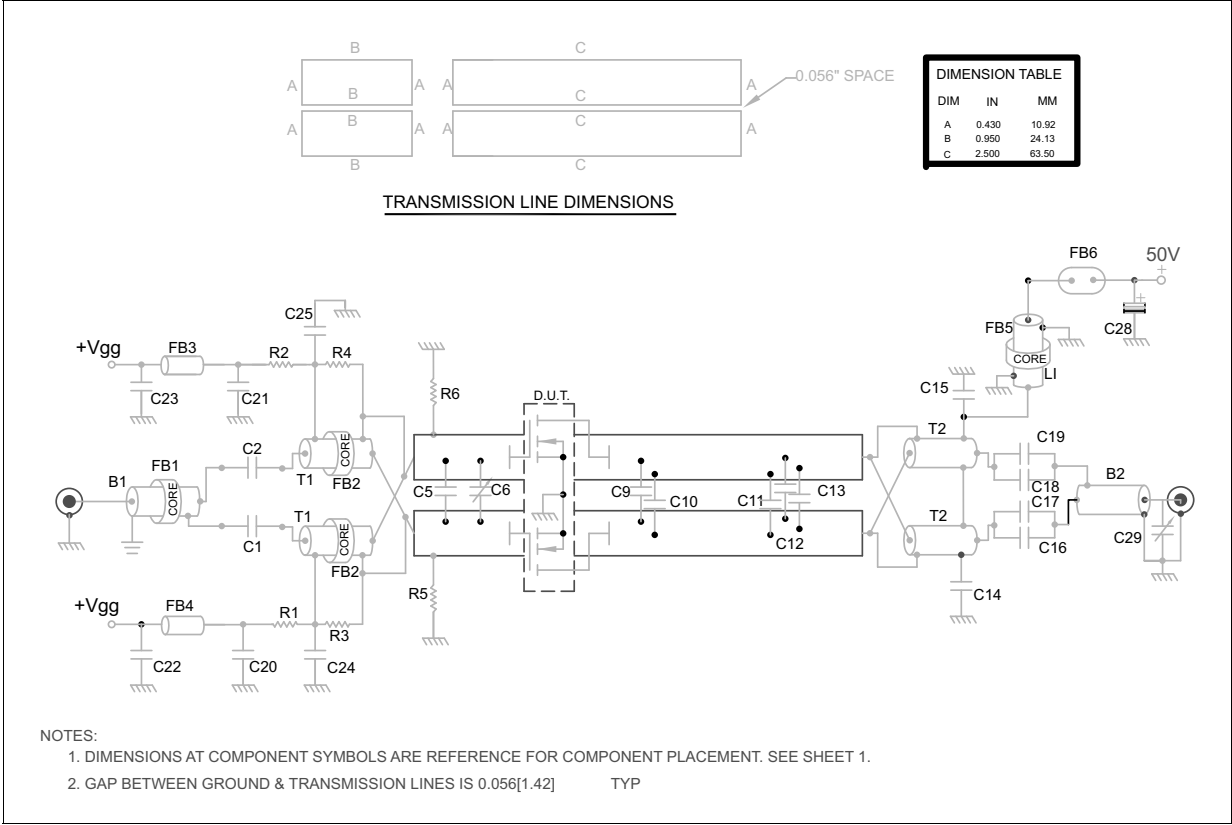 B C
A A A A 0.056" SPACE
B C
B C
A A A A
B C
DIMENSION TABLE
DIM IN MM
A 0.430 10.92
B 0.950 24.13
C 2.500 63.50
TRANSMISSION LINE DIMENSIONS
FB6 50V
+
+
C28
FB5
CORE
LI
C25
+Vgg FB3 R2 R4
C23 C21
R6
D.U.T.
C15
C2
CORE
T1 FB2
T2
C19
C18
B1 FB1
CORE
C5 C6
C9 C10
C11 C13
C12
C17
B2
C1
T1
CORE
FB2
T2
C16
C29
+Vgg FB4 R1 R3
R5
C14
C22 C20 C24
NOTES:
1. DIMENSIONS AT COMPONENT SYMBOLS ARE REFERENCE FOR COMPONENT PLACEMENT. SEE SHEET 1.
2. GAP BETWEEN GROUND & TRANSMISSION LINES IS 0.056[1.42] TYP